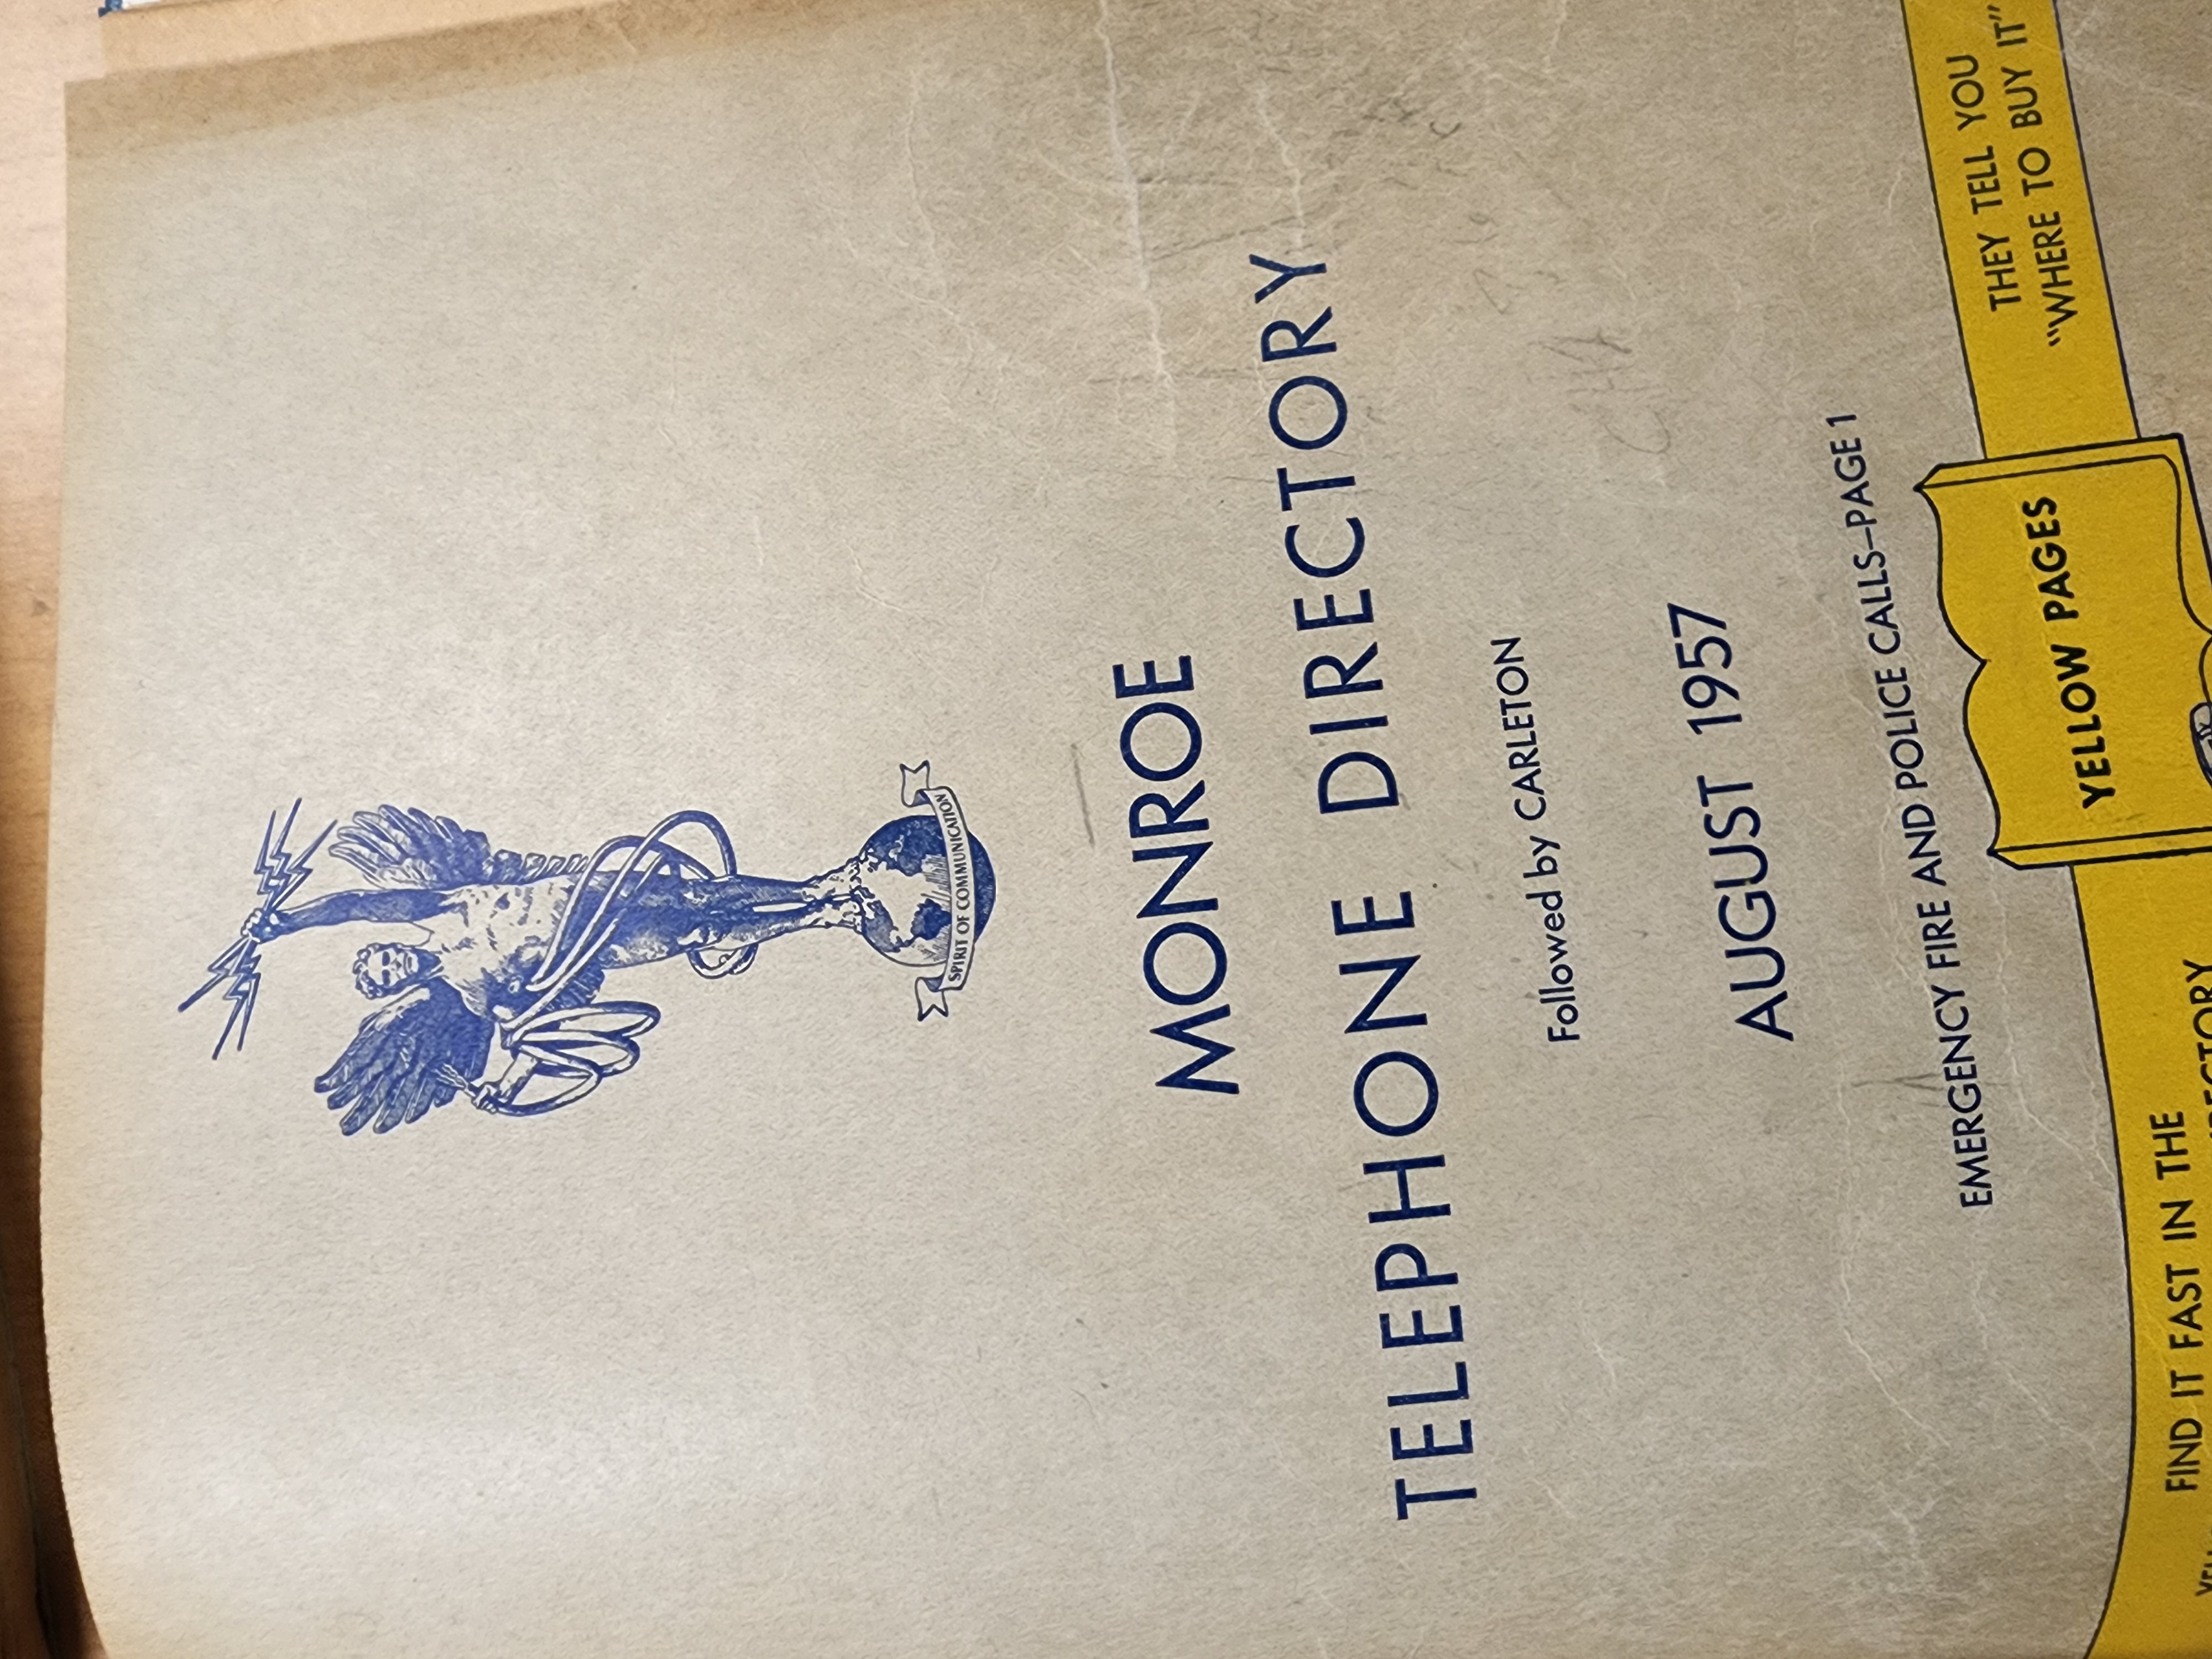 SPIRIT OF COMMUNICATION
MONROE
TELEPHONE DIRECTORY
Followed by CARLETON
AUGUST 1957
EMERGENCY FIRE AND POLICE CALLS–PAGE 1
YELLOW PAGES
THEY TELL YOU
"WHERE TO BUY IT"
FIND IT FAST IN THE